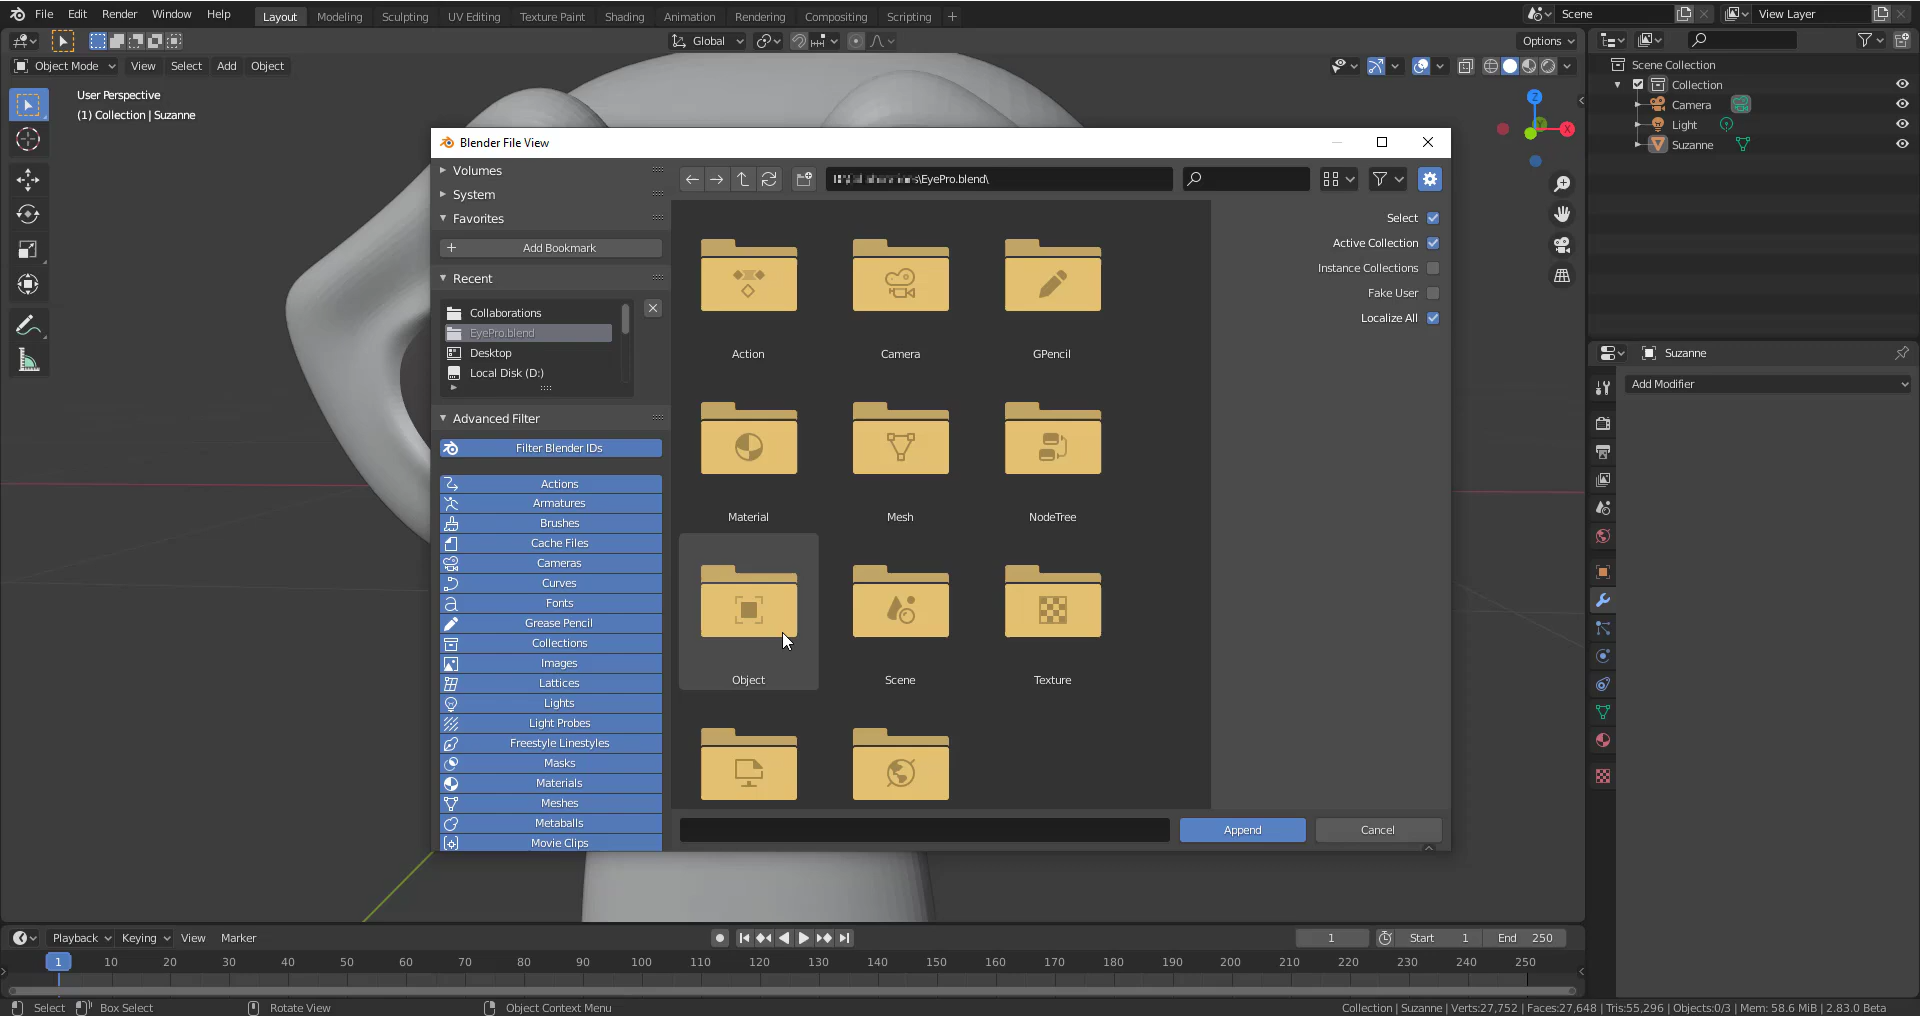 File Edit Render Window Help
Layout Modeling Sculpting UV Editing Texture Paint Shading Animation Rendering Compositing Scripting +
Scene
View Layer
Global
Options
Object Mode View Select Add Object
User Perspective
(1) Collection | Suzanne
Z
X
Y
Scene Collection
Collection
Camera
Light
Suzanne
Suzanne
Add Modifier
Blender File View
Volumes
System
Favorites
Add Bookmark
Recent
Collaborations
EyePro.blend
Desktop
Local Disk (D:)
Advanced Filter
Filter Blender IDs
Actions
Armatures
Brushes
Cache Files
Cameras
Curves
Fonts
Grease Pencil
Collections
Images
Lattices
Lights
Light Probes
Freestyle Linestyles
Masks
Materials
Meshes
Metaballs
Movie Clips
\EyePro.blend\
Action
Camera
GPencil
Material
Mesh
NodeTree
Object
Scene
Texture
Select
Active Collection
Instance Collections
Fake User
Localize All
Append
Cancel
Playback Keying View Marker
1
Start 1
End 250
1 10 20 30 40 50 60 70 80 90 100 110 120 130 140 150 160 170 180 190 200 210 220 230 240 250
Select Box Select Rotate View Object Context Menu
Collection | Suzanne | Verts:27,752 | Faces:27,648 | Tris:55,296 | Objects:0/3 | Mem: 58.6 MiB | 2.83.0 Beta